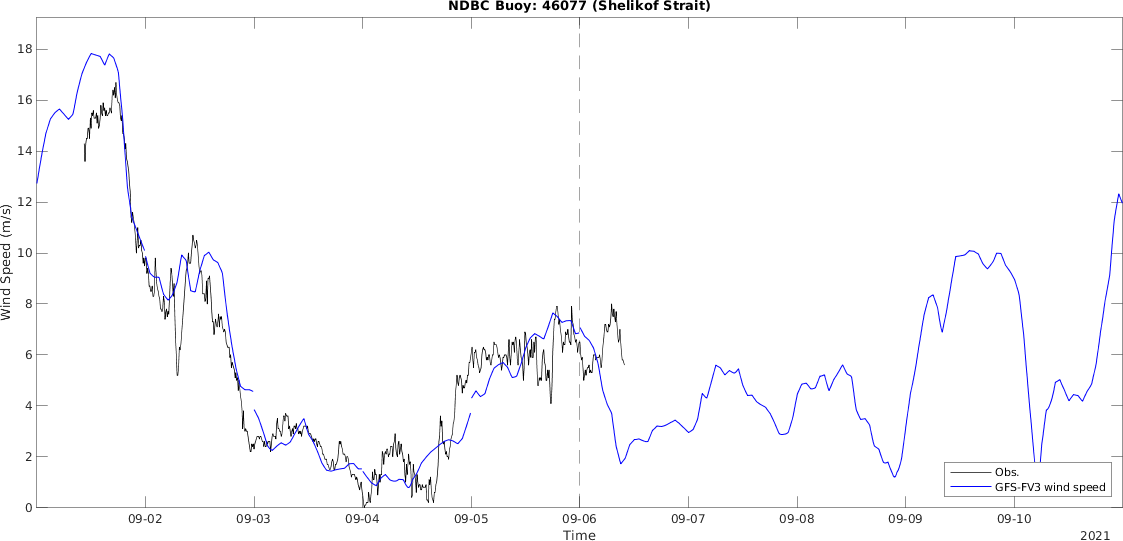 NDBC Buoy: 46077 (Shelikof Strait)
18
16
14
12
10
8
6
4
2
0
Wind Speed (m/s)
Obs.
GFS-FV3 wind speed
09-02 09-03 09-04 09-05 09-06 09-07 09-08 09-09 09-10
Time
2021